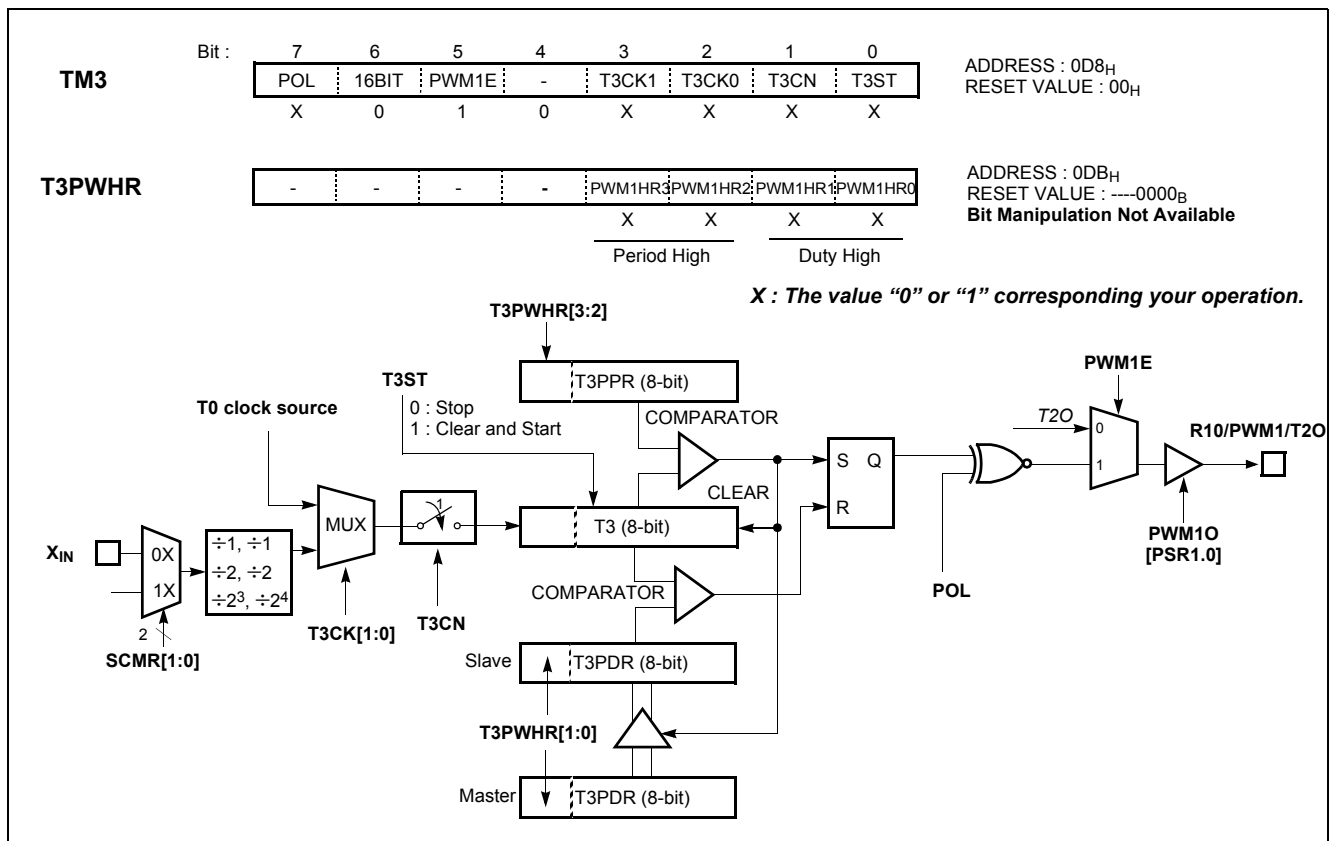 Bit : 7 6 5 4 3 2 1 0
TM3 POL 16BIT PWM1E - T3CK1 T3CK0 T3CN T3ST
X 0 1 0 X X X X
ADDRESS : 0D8H
RESET VALUE : 00H
T3PWHR - - - - PWM1HR3 PWM1HR2 PWM1HR1 PWM1HR0
X X X X
Period High Duty High
ADDRESS : 0DBH
RESET VALUE : ----0000B
Bit Manipulation Not Available
X : The value “0” or “1” corresponding your operation.
T3PWHR[3:2]
T3PPR (8-bit)
T3ST
0 : Stop
1 : Clear and Start
T0 clock source
COMPARATOR
CLEAR
PWM1E
T2O
0
1
R10/PWM1/T2O
S Q
R
MUX
1
T3 (8-bit)
XIN
0X
1X
÷1, ÷1
÷2, ÷2
÷2³, ÷2⁴
2
SCMR[1:0]
T3CK[1:0]
T3CN
COMPARATOR
POL
PWM1O
[PSR1.0]
Slave T3PDR (8-bit)
T3PWHR[1:0]
Master T3PDR (8-bit)